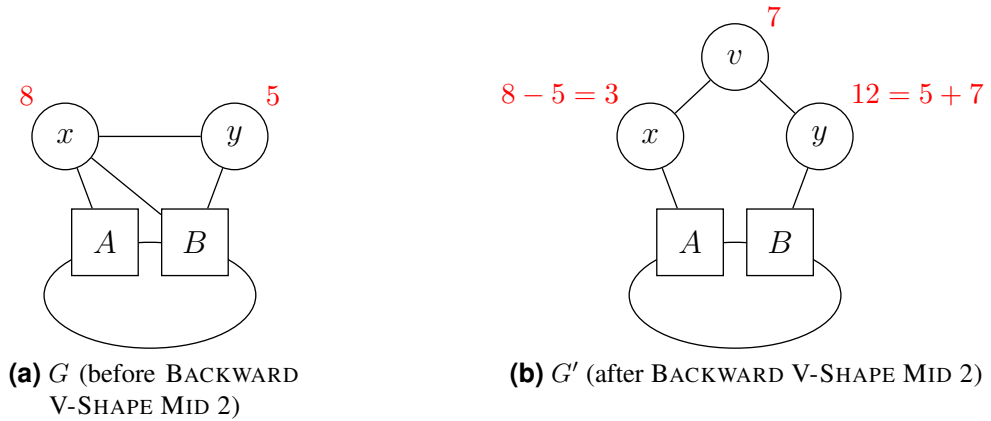 8
5
x
y
A
B
(a) G (before BACKWARD
V-SHAPE MID 2)
7
v
8 − 5 = 3
12 = 5 + 7
x
y
A
B
(b) G′ (after BACKWARD V-SHAPE MID 2)